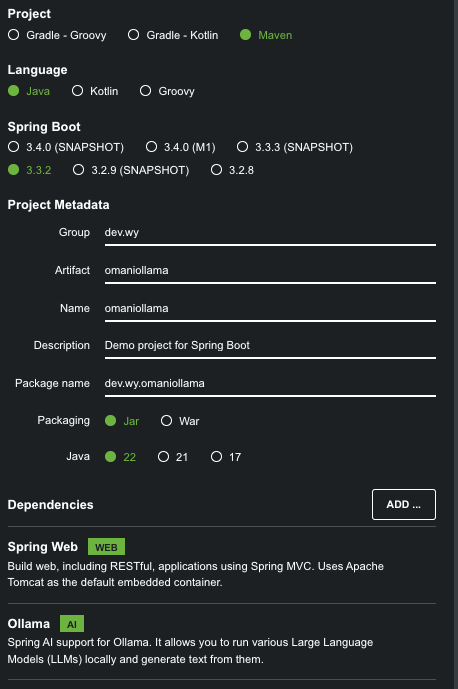 Project
Gradle - Groovy Gradle - Kotlin Maven
Language
Java Kotlin Groovy
Spring Boot
3.4.0 (SNAPSHOT) 3.4.0 (M1) 3.3.3 (SNAPSHOT)
3.3.2 3.2.9 (SNAPSHOT) 3.2.8
Project Metadata
Group dev.wy
Artifact omaniollama
Name omaniollama
Description Demo project for Spring Boot
Package name dev.wy.omaniollama
Packaging Jar War
Java 22 21 17
Dependencies ADD ...
Spring Web WEB
Build web, including RESTful, applications using Spring MVC. Uses Apache
Tomcat as the default embedded container.
Ollama AI
Spring AI support for Ollama. It allows you to run various Large Language
Models (LLMs) locally and generate text from them.